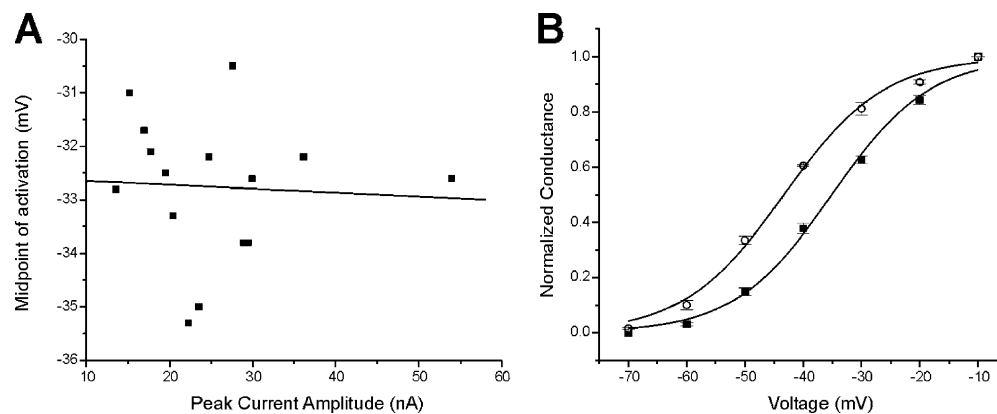 A
Midpoint of activation (mV)
-30
-31
-32
-33
-34
-35
-36
10 20 30 40 50 60
Peak Current Amplitude (nA)
B
Normalized Conductance
1.0
0.8
0.6
0.4
0.2
0.0
-70 -60 -50 -40 -30 -20 -10
Voltage (mV)